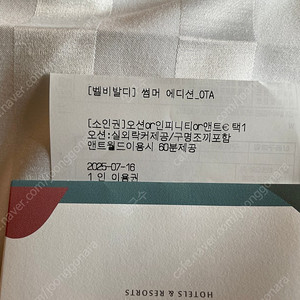 [벨비발디] 썸머 에디션_OTA
[소인권]오션or인피니티or앤트€택1
오션:실외락커제공/구명조끼포함
앤트월드이용시 60분제공
2025-07-16
1인 이용권
HOTELS & RESORTS